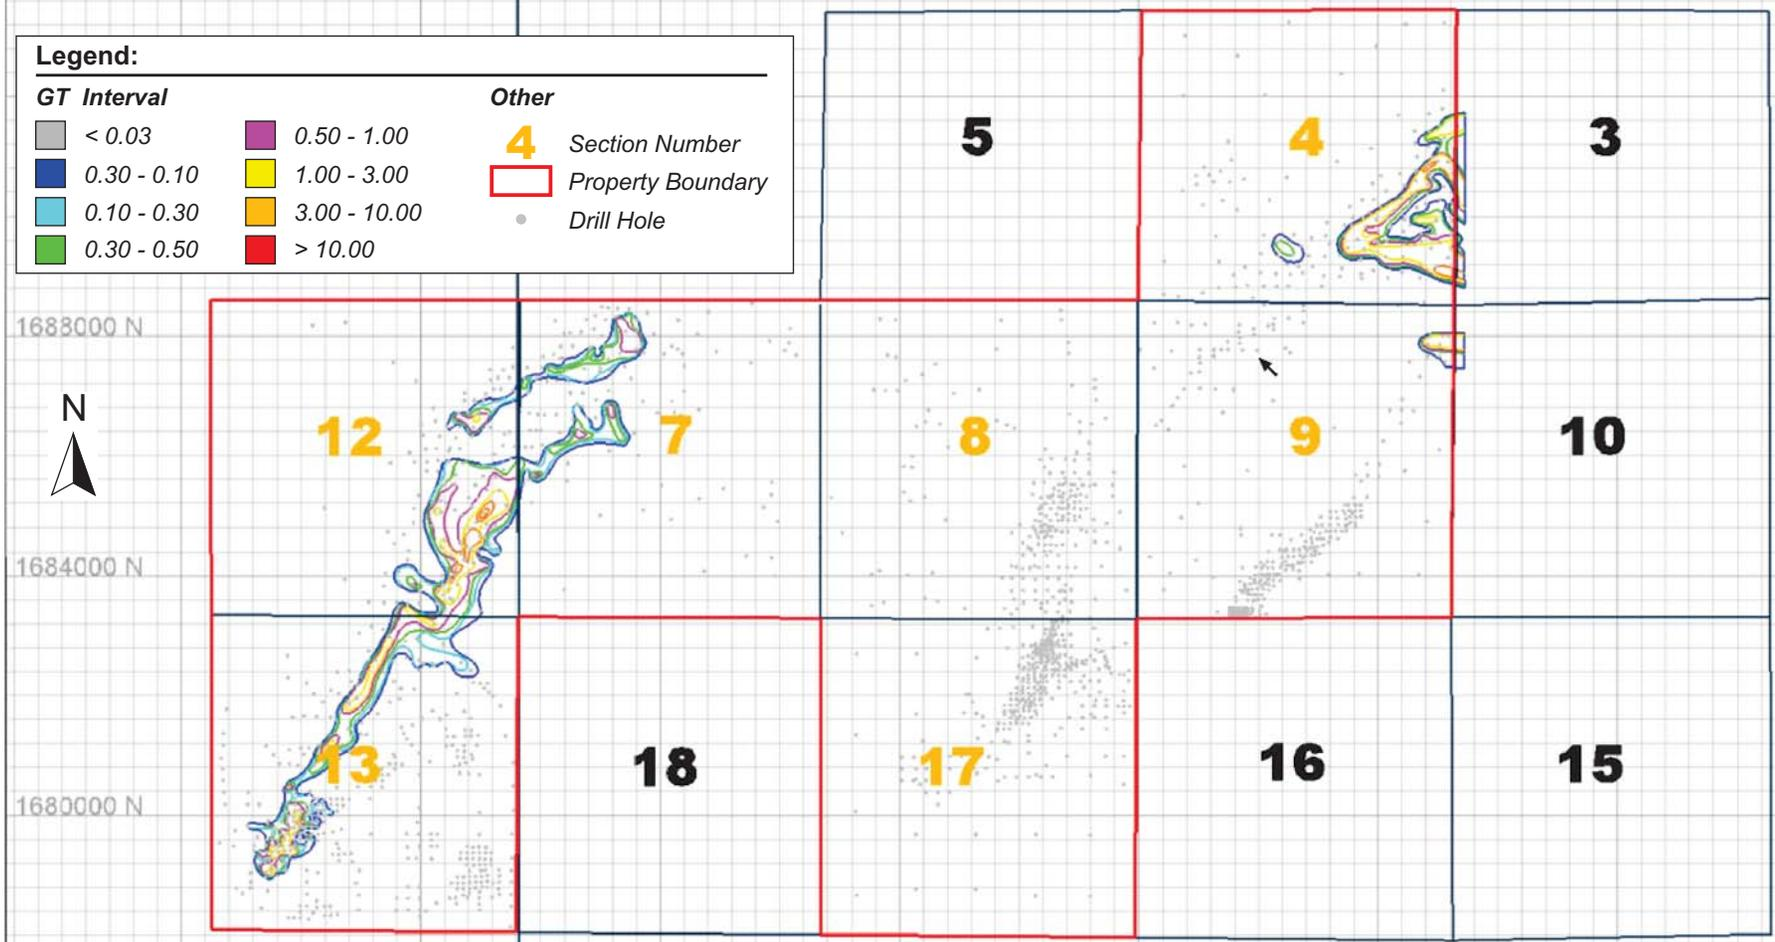 Legend:
GT Interval
Other
< 0.03
0.50 - 1.00
4 Section Number
0.30 - 0.10
1.00 - 3.00
Property Boundary
0.10 - 0.30
3.00 - 10.00
Drill Hole
0.30 - 0.50
> 10.00
5
4
3
1688000 N
N
12
7
8
9
10
1684000 N
13
18
17
16
15
1680000 N